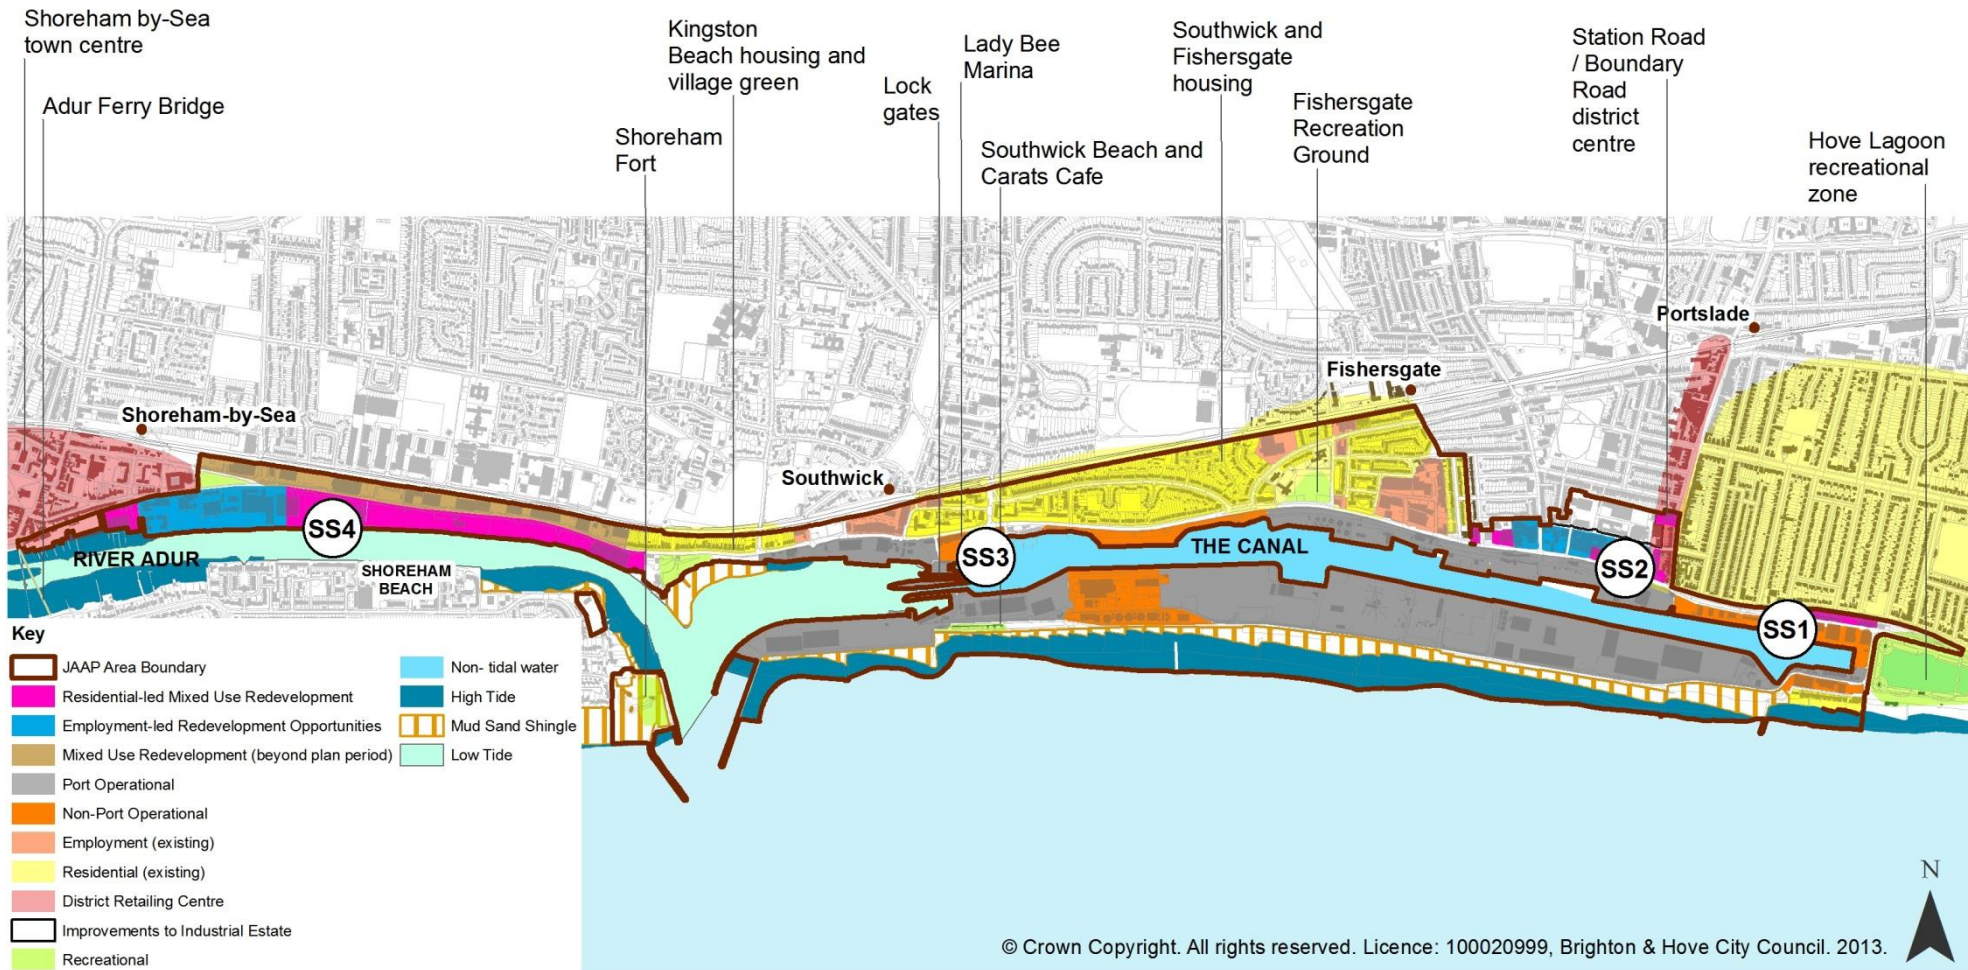 Shoreham by-Sea
town centre
Adur Ferry Bridge
Kingston
Beach housing and
village green
Shoreham
Fort
Lock
gates
Lady Bee
Marina
Southwick Beach and
Carats Cafe
Southwick and
Fishersgate
housing
Fishersgate
Recreation
Ground
Station Road
/ Boundary
Road
district
centre
Hove Lagoon
recreational
zone
Portslade
Fishersgate
Shoreham-by-Sea
Southwick
SS4
SS3
THE CANAL
SS2
SS1
RIVER ADUR
SHOREHAM
BEACH
Key
JAAP Area Boundary
Residential-led Mixed Use Redevelopment
Employment-led Redevelopment Opportunities
Mixed Use Redevelopment (beyond plan period)
Port Operational
Non-Port Operational
Employment (existing)
Residential (existing)
District Retailing Centre
Improvements to Industrial Estate
Recreational
Non- tidal water
High Tide
Mud Sand Shingle
Low Tide
N
© Crown Copyright. All rights reserved. Licence: 100020999, Brighton & Hove City Council. 2013.